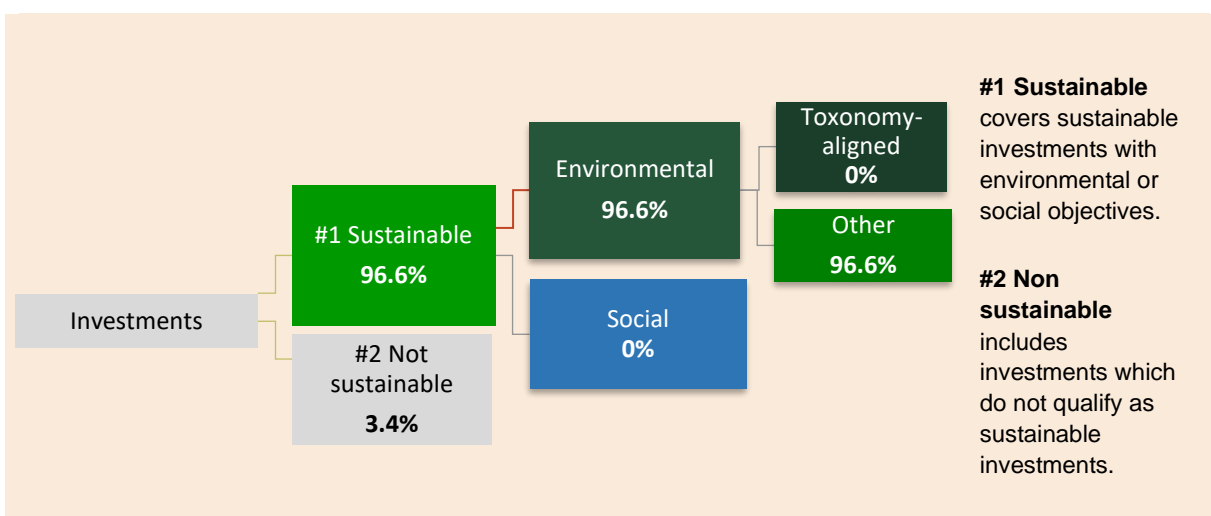 Investments
#1 Sustainable
96.6%
#2 Not
sustainable
3.4%
Environmental
96.6%
Social
0%
Toxonomy-
aligned
0%
Other
96.6%
#1 Sustainable
covers sustainable
investments with
environmental or
social objectives.
#2 Non
sustainable
includes
investments which
do not qualify as
sustainable
investments.